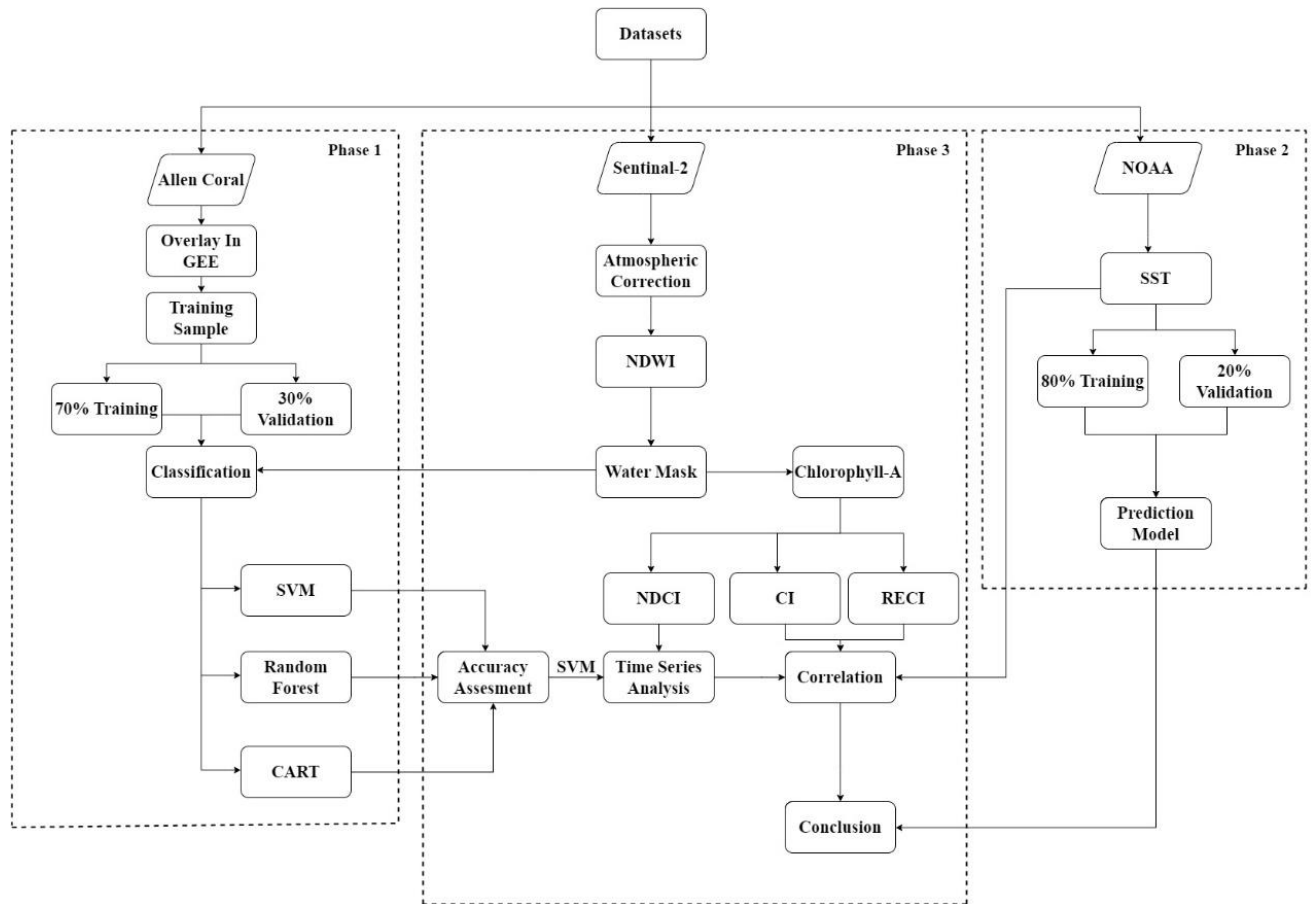 Datasets
Phase 1
Allen Coral
Overlay In
GEE
Training
Sample
70% Training
30%
Validation
Classification
SVM
Random
Forest
CART
Phase 3
Sentinal-2
Atmospheric
Correction
NDWI
Water Mask
Chlorophyll-A
NDCI
CI
RECI
Accuracy
Assesment
SVM
Time Series
Analysis
Correlation
Conclusion
Phase 2
NOAA
SST
80% Training
20%
Validation
Prediction
Model